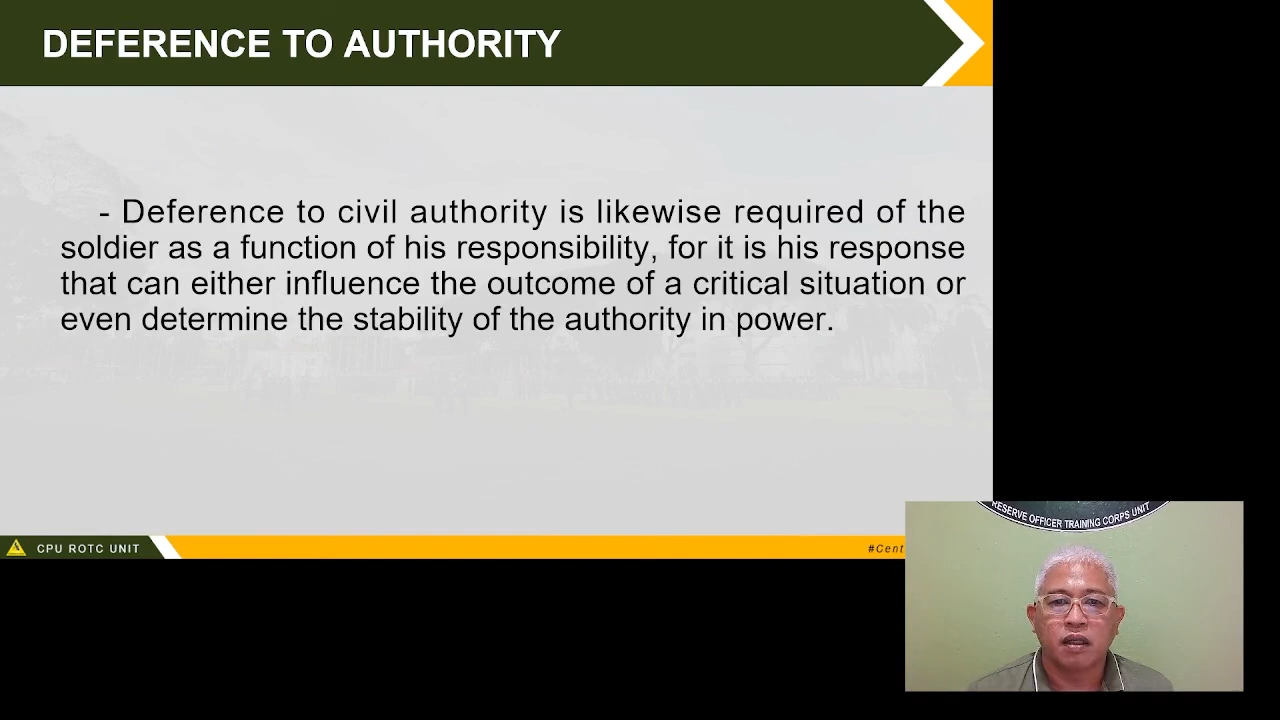 DEFERENCE TO AUTHORITY
- Deference to civil authority is likewise required of the
soldier as a function of his responsibility, for it is his response
that can either influence the outcome of a critical situation or
even determine the stability of the authority in power.
CPU ROTC UNIT
#Cent
RESERVE OFFICER TRAINING CORPS UNIT